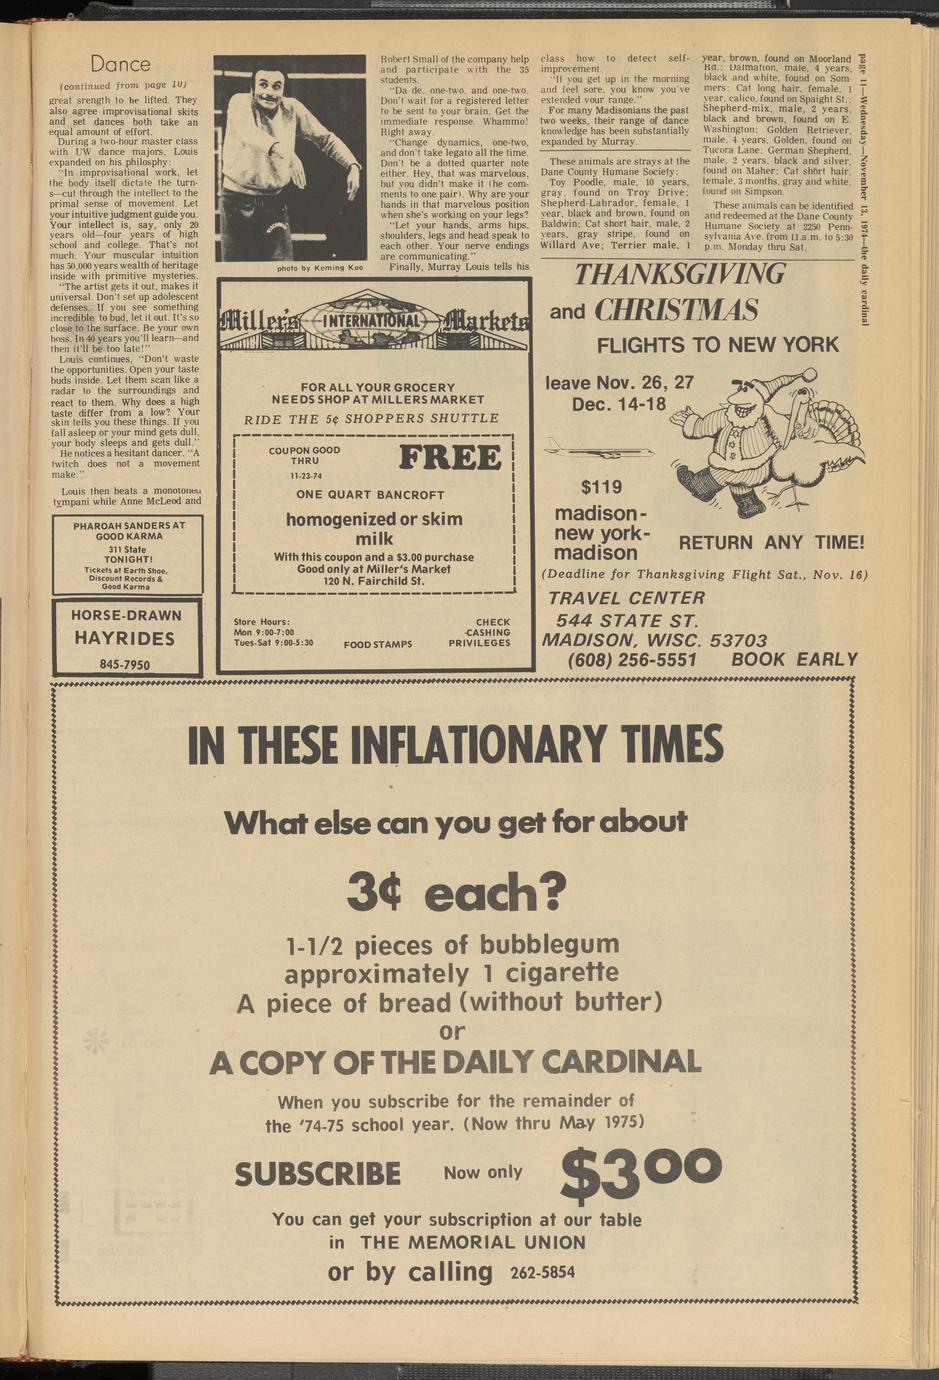 Dance
(continued from page 10)
great srength to be lifted. They
also agree improvisational skits
and set dances both take an
equal amount of effort.
During a two-hour master class
with UW dance majors, Louis
expanded on his philosphy:
"In improvisational work, let
the body itself dictate the turn-
s—cut through the intellect to the
primal sense of movement. Let
your intuitive judgment guide you.
Your intellect is, say, only 20
years old—four years of high
school and college. That's not
much. Your muscular intuition
has 50,000 years wealth of heritage
inside with primitive mysteries.
"The artist gets it out, makes it
universal. Don't set up adolescent
defenses. If you see something
incredible to bud, let it out. It's so
close to the surface. Be your own
boss. In 40 years you'll learn—and
then it'll be too late!"
Louis continues, "Don't waste
the opportunities. Open your taste
buds inside. Let them scan like a
radar to the surroundings and
react to them. Why does a high
taste differ from a low? Your
skin tells you these things. If you
fall asleep or your mind gets dull,
your body sleeps and gets dull."
He notices a hesitant dancer. "A
twitch does not a movement
make."
Louis then beats a monotoned
tympani while Anne McLeod and
photo by Keming Kuo
Robert Small of the company help
and participate with the 35
students.
"Da de, one-two, and one-two.
Don't wait for a registered letter
to be sent to your brain. Get the
immediate response. Whammo!
Right away.
"Change dynamics, one-two,
and don't take legato all the time.
Don't be a dotted quarter note
either. Hey, that was marvelous,
but you didn't make it (he com-
ments to one pair). Why are your
hands in that marvelous position
when she's working on your legs?
"Let your hands, arms hips,
shoulders, legs and head speak to
each other. Your nerve endings
are communicating."
Finally, Murray Louis tells his
class how to detect self-
improvement.
"If you get up in the morning
and feel sore, you know you've
extended your range."
For many Madisonians the past
two weeks, their range of dance
knowledge has been substantially
expanded by Murray.
These animals are strays at the
Dane County Humane Society:
Toy Poodle, male, 10 years,
gray, found on Troy Drive;
Shepherd-Labrador, female, 1
year, black and brown, found on
Baldwin; Cat short hair, male, 2
years, gray stripe, found on
Willard Ave; Terrier male, 1
year, brown, found on Moorland
Rd.; Dalmation, male, 4 years,
black and white, found on Som-
mers; Cat long hair, female, 1
year, calico, found on Spaight St.;
Shepherd-mix, male, 2 years,
black and brown, found on E.
Washington; Golden Retriever,
male, 4 years, Golden, found on
Tucora Lane; German Shepherd,
male, 2 years, black and silver,
found on Maher; Cat short hair,
female, 3 months, gray and white,
found on Simpson.
These animals can be identified
and redeemed at the Dane County
Humane Society at 2250 Penn-
sylvania Ave. from 11 a.m. to 5:30
p.m. Monday thru Sat.
page 11—Wednesday—November 13, 1974—the daily cardinal
PHAROAH SANDERS AT
GOOD KARMA
311 State
TONIGHT!
Tickets at Earth Shoe,
Discount Records &
Good Karma
HORSE-DRAWN
HAYRIDES
845-7950
Miller's INTERNATIONAL Markets
FOR ALL YOUR GROCERY
NEEDS SHOP AT MILLERS MARKET
RIDE THE 5¢ SHOPPERS SHUTTLE
COUPON GOOD
THRU
11-23-74
FREE
ONE QUART BANCROFT
homogenized or skim
milk
With this coupon and a $3.00 purchase
Good only at Miller's Market
120 N. Fairchild St.
Store Hours:
Mon 9:00-7:00
Tues-Sat 9:00-5:30
FOOD STAMPS
CHECK
CASHING
PRIVILEGES
THANKSGIVING
and CHRISTMAS
FLIGHTS TO NEW YORK
leave Nov. 26, 27
Dec. 14-18
$119
madison-
new york-
madison
RETURN ANY TIME!
(Deadline for Thanksgiving Flight Sat., Nov. 16)
TRAVEL CENTER
544 STATE ST.
MADISON, WISC. 53703
(608) 256-5551 BOOK EARLY
IN THESE INFLATIONARY TIMES
What else can you get for about
3¢ each?
1-1/2 pieces of bubblegum
approximately 1 cigarette
A piece of bread (without butter)
or
A COPY OF THE DAILY CARDINAL
When you subscribe for the remainder of
the '74-75 school year. (Now thru May 1975)
SUBSCRIBE Now only $3⁰⁰
You can get your subscription at our table
in THE MEMORIAL UNION
or by calling 262-5854